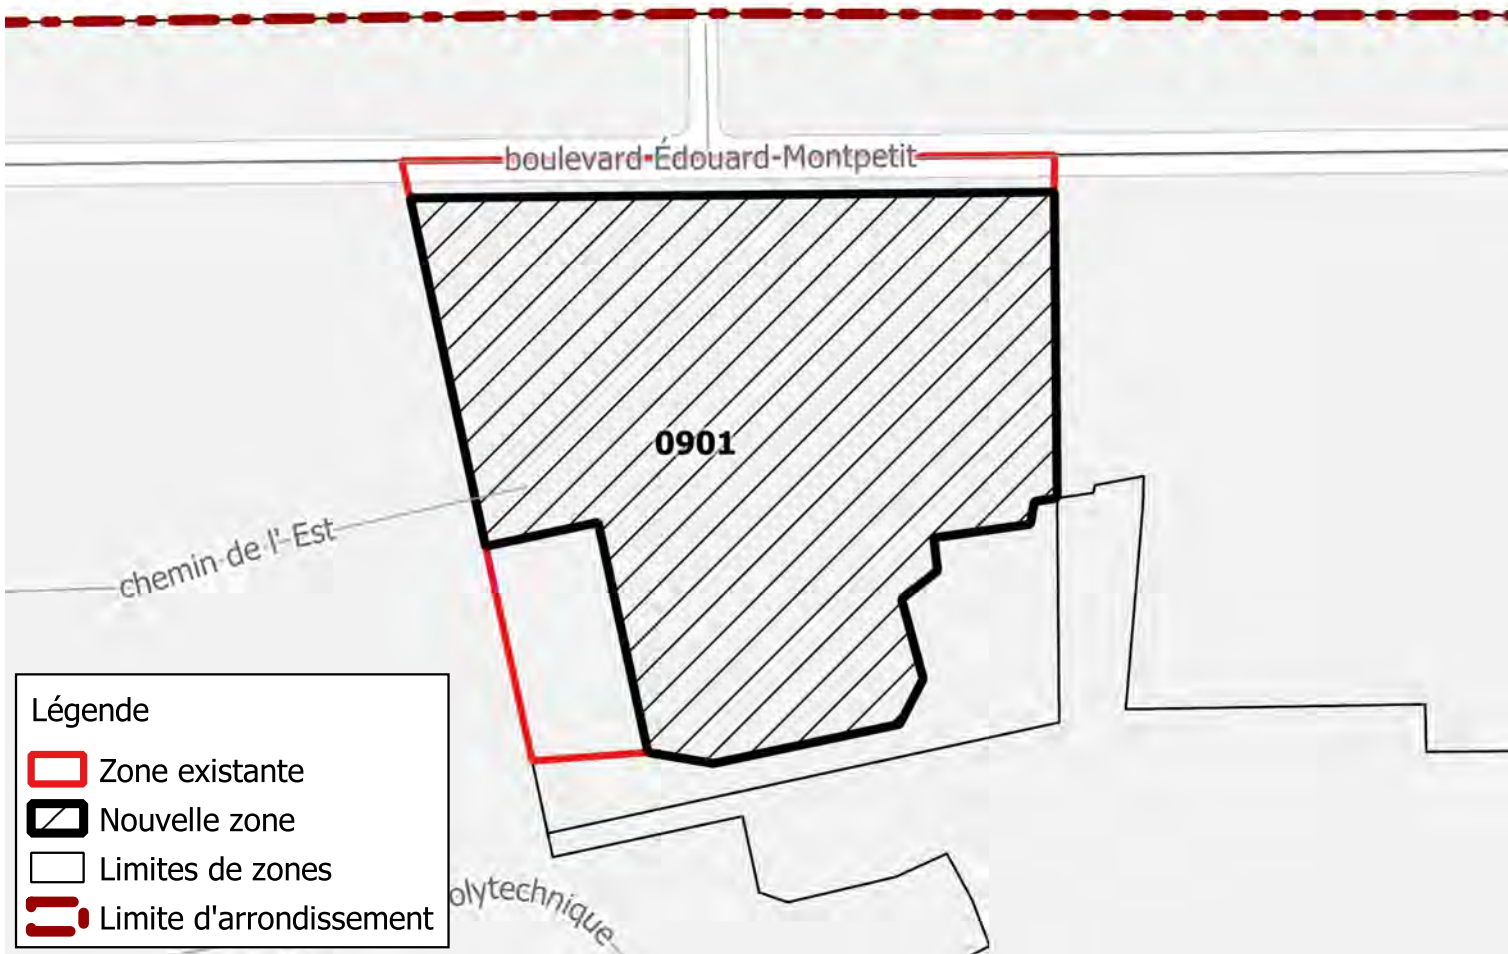 boulevard-Édouard-Montpetit
0901
chemin-de-l'-Est
Légende
Zone existante
Nouvelle zone
Limites de zones
Limite d'arrondissement
olytechnique